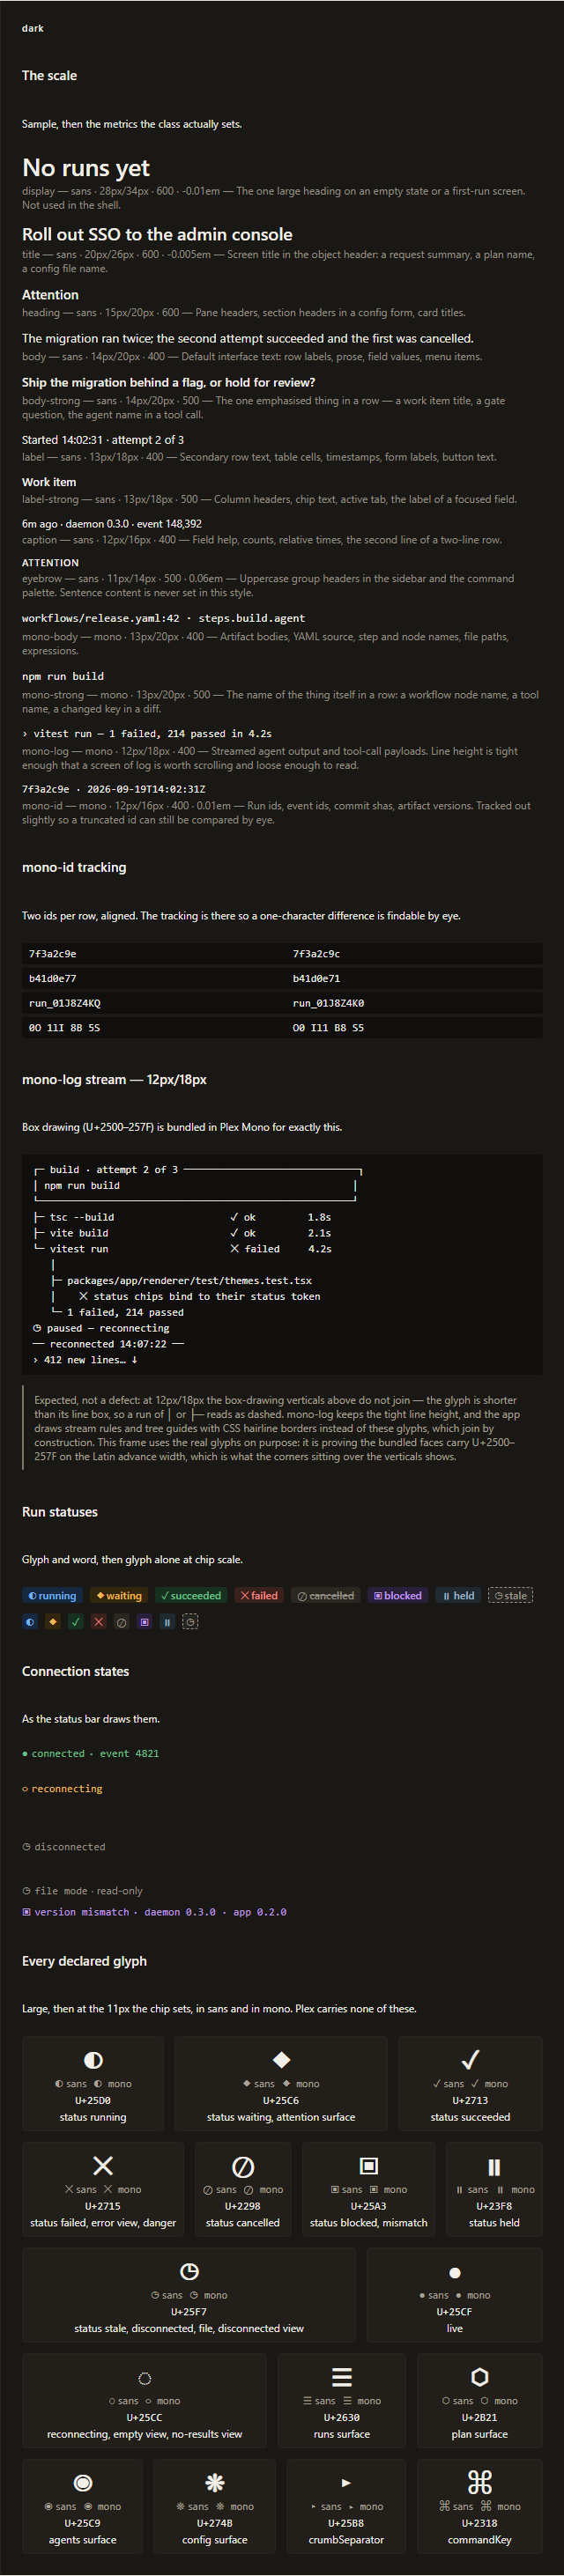 dark
The scale
Sample, then the metrics the class actually sets.
No runs yet
display — sans · 28px/34px · 600 · -0.01em — The one large heading on an empty state or a first-run screen.
Not used in the shell.
Roll out SSO to the admin console
title — sans · 20px/26px · 600 · -0.005em — Screen title in the object header: a request summary, a plan name,
a config file name.
Attention
heading — sans · 15px/20px · 600 — Pane headers, section headers in a config form, card titles.
The migration ran twice; the second attempt succeeded and the first was cancelled.
body — sans · 14px/20px · 400 — Default interface text: row labels, prose, field values, menu items.
Ship the migration behind a flag, or hold for review?
body-strong — sans · 14px/20px · 500 — The one emphasised thing in a row — a work item title, a gate
question, the agent name in a tool call.
Started 14:02:31 · attempt 2 of 3
label — sans · 13px/18px · 400 — Secondary row text, table cells, timestamps, form labels, button text.
Work item
label-strong — sans · 13px/18px · 500 — Column headers, chip text, active tab, the label of a focused field.
6m ago · daemon 0.3.0 · event 148,392
caption — sans · 12px/16px · 400 — Field help, counts, relative times, the second line of a two-line row.
ATTENTION
eyebrow — sans · 11px/14px · 500 · 0.06em — Uppercase group headers in the sidebar and the command
palette. Sentence content is never set in this style.
workflows/release.yaml:42 · steps.build.agent
mono-body — mono · 13px/20px · 400 — Artifact bodies, YAML source, step and node names, file paths,
expressions.
npm run build
mono-strong — mono · 13px/20px · 500 — The name of the thing itself in a row: a workflow node name, a tool
name, a changed key in a diff.
› vitest run — 1 failed, 214 passed in 4.2s
mono-log — mono · 12px/18px · 400 — Streamed agent output and tool-call payloads. Line height is tight
enough that a screen of log is worth scrolling and loose enough to read.
7f3a2c9e · 2026-09-19T14:02:31Z
mono-id — mono · 12px/16px · 400 · 0.01em — Run ids, event ids, commit shas, artifact versions. Tracked out
slightly so a truncated id can still be compared by eye.
mono-id tracking
Two ids per row, aligned. The tracking is there so a one-character difference is findable by eye.
7f3a2c9e 7f3a2c9c
b41d0e77 b41d0e71
run_01J8Z4KQ run_01J8Z4K0
0O 1lI 8B 5S O0 Il1 B8 S5
mono-log stream — 12px/18px
Box drawing (U+2500–257F) is bundled in Plex Mono for exactly this.
┌─ build · attempt 2 of 3 ──────────────────────────────┐
│ npm run build │
└───────────────────────────────────────────────────────┘
├─ tsc --build ✓ ok 1.8s
├─ vite build ✓ ok 2.1s
└─ vitest run ✕ failed 4.2s
│
├─ packages/app/renderer/test/themes.test.tsx
│ ✕ status chips bind to their status token
└─ 1 failed, 214 passed
◷ paused — reconnecting
── reconnected 14:07:22 ──
› 412 new lines… ↓
Expected, not a defect: at 12px/18px the box-drawing verticals above do not join — the glyph is shorter
than its line box, so a run of │ or ├─ reads as dashed. mono-log keeps the tight line height, and the app
draws stream rules and tree guides with CSS hairline borders instead of these glyphs, which join by
construction. This frame uses the real glyphs on purpose: it is proving the bundled faces carry U+2500–
257F on the Latin advance width, which is what the corners sitting over the verticals shows.
Run statuses
Glyph and word, then glyph alone at chip scale.
◐ running ◆ waiting ✓ succeeded ✕ failed ⊘ cancelled ▣ blocked ⏸ held ◷ stale
◐ ◆ ✓ ✕ ⊘ ▣ ⏸ ◷
Connection states
As the status bar draws them.
● connected · event 4821
◌ reconnecting
◷ disconnected
◷ file mode · read-only
▣ version mismatch · daemon 0.3.0 · app 0.2.0
Every declared glyph
Large, then at the 11px the chip sets, in sans and in mono. Plex carries none of these.
◐ ◆ ✓
◐ sans ◐ mono ◆ sans ◆ mono ✓ sans ✓ mono
U+25D0 U+25C6 U+2713
status running status waiting, attention surface status succeeded
✕ ⊘ ▣ ⏸
✕ sans ✕ mono ⊘ sans ⊘ mono ▣ sans ▣ mono ⏸ sans ⏸ mono
U+2715 U+2298 U+25A3 U+23F8
status failed, error view, danger status cancelled status blocked, mismatch status held
◷ ●
◷ sans ◷ mono ● sans ● mono
U+25F7 U+25CF
status stale, disconnected, file, disconnected view live
◌ ☰ ⬡
◌ sans ◌ mono ☰ sans ☰ mono ⬡ sans ⬡ mono
U+25CC U+2630 U+2B21
reconnecting, empty view, no-results view runs surface plan surface
◉ ❋ ▸ ⌘
◉ sans ◉ mono ❋ sans ❋ mono ▸ sans ▸ mono ⌘ sans ⌘ mono
U+25C9 U+274B U+25B8 U+2318
agents surface config surface crumbSeparator commandKey